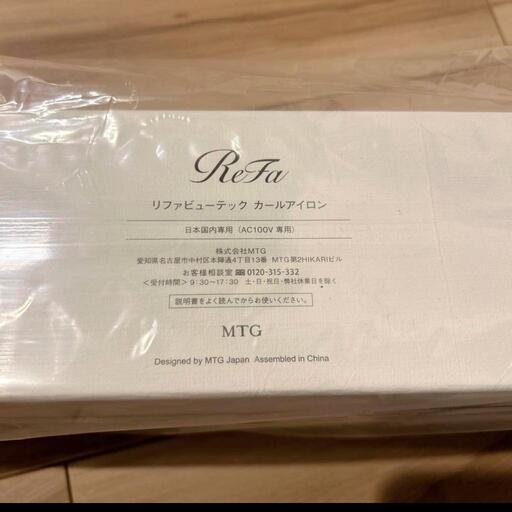 ReFa
リファビューテック カールアイロン
日本国内専用（AC100V 専用）
株式会社MTG
愛知県名古屋市中村区本陣通4丁目13番 MTG第2HIKARIビル
お客様相談室 0120-315-332
＜受付時間＞9：30～17：30 土・日・祝日・弊社休業日を除く
説明書をよく読んでからお使いください。
MTG
Designed by MTG Japan Assembled in China